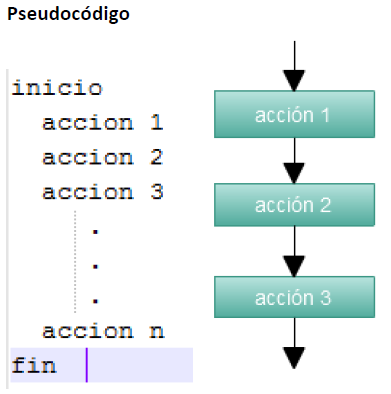 Pseudocódigo
inicio
accion 1
accion 2
accion 3
.
.
.
accion n
fin
acción 1
acción 2
acción 3